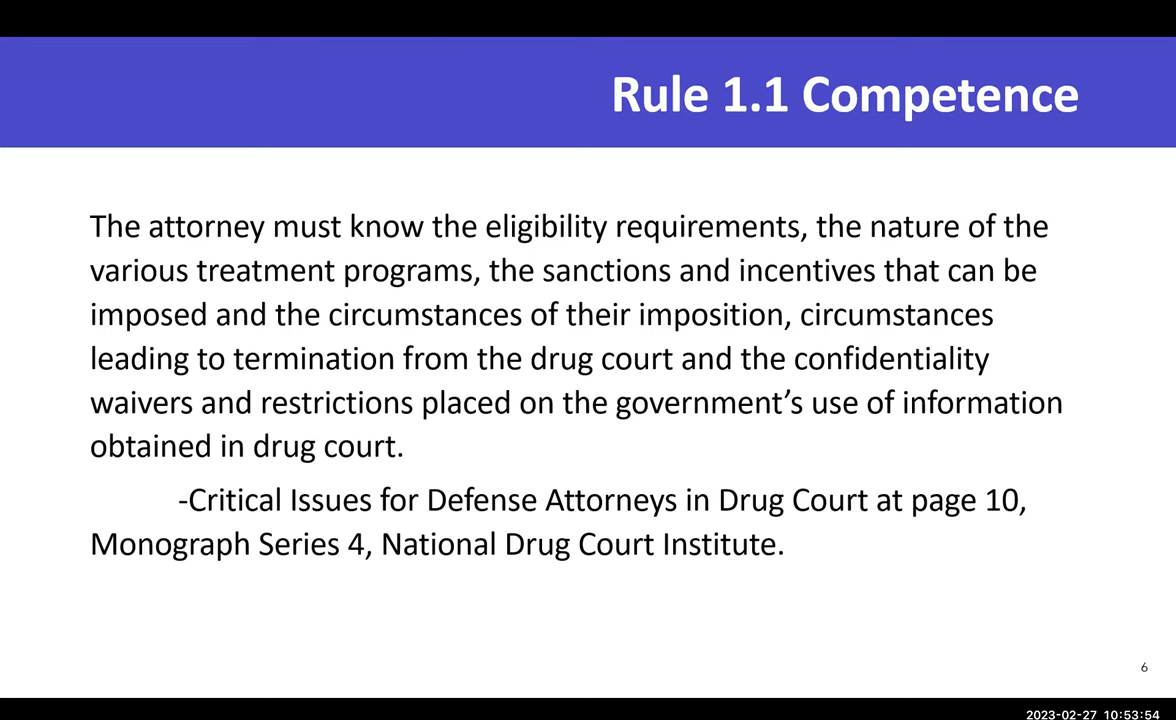 Rule 1.1 Competence
The attorney must know the eligibility requirements, the nature of the
various treatment programs, the sanctions and incentives that can be
imposed and the circumstances of their imposition, circumstances
leading to termination from the drug court and the confidentiality
waivers and restrictions placed on the government’s use of information
obtained in drug court.
-Critical Issues for Defense Attorneys in Drug Court at page 10,
Monograph Series 4, National Drug Court Institute.
6
2023-02-27 10:53:54